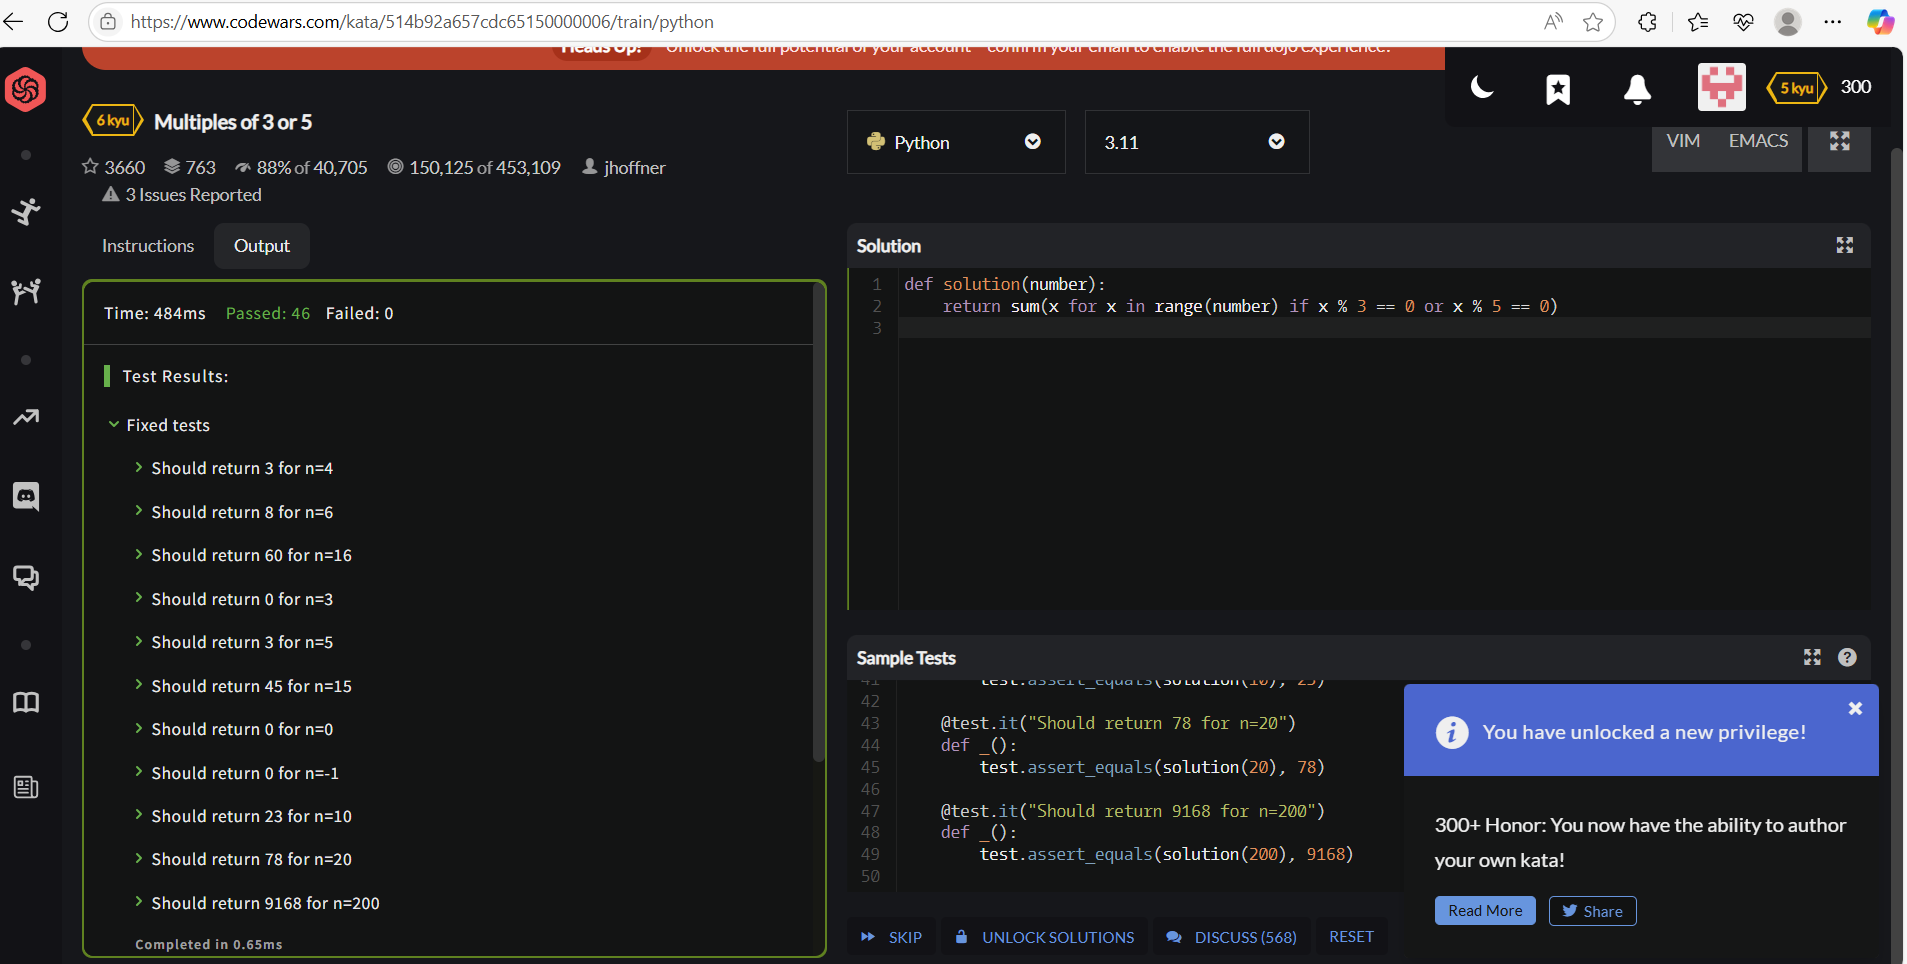 https://www.codewars.com/kata/514b92a657cdc65150000006/train/python
Heads Up! Unlock the full potential of your account - confirm your email to enable the full dojo experience.
5 kyu 300
6 kyu Multiples of 3 or 5
3660 763 88% of 40,705 150,125 of 453,109 jhoffner
3 Issues Reported
Python 3.11 VIM EMACS
Instructions Output
Time: 484ms Passed: 46 Failed: 0
Test Results:
Fixed tests
Should return 3 for n=4
Should return 8 for n=6
Should return 60 for n=16
Should return 0 for n=3
Should return 3 for n=5
Should return 45 for n=15
Should return 0 for n=0
Should return 0 for n=-1
Should return 23 for n=10
Should return 78 for n=20
Should return 9168 for n=200
Completed in 0.65ms
Solution
1 def solution(number):
2 return sum(x for x in range(number) if x % 3 == 0 or x % 5 == 0)
3
Sample Tests
41 test.assert_equals(solution(10), 23)
42
43 @test.it("Should return 78 for n=20")
44 def _():
45 test.assert_equals(solution(20), 78)
46
47 @test.it("Should return 9168 for n=200")
48 def _():
49 test.assert_equals(solution(200), 9168)
50
SKIP UNLOCK SOLUTIONS DISCUSS (568) RESET
You have unlocked a new privilege!
300+ Honor: You now have the ability to author
your own kata!
Read More Share